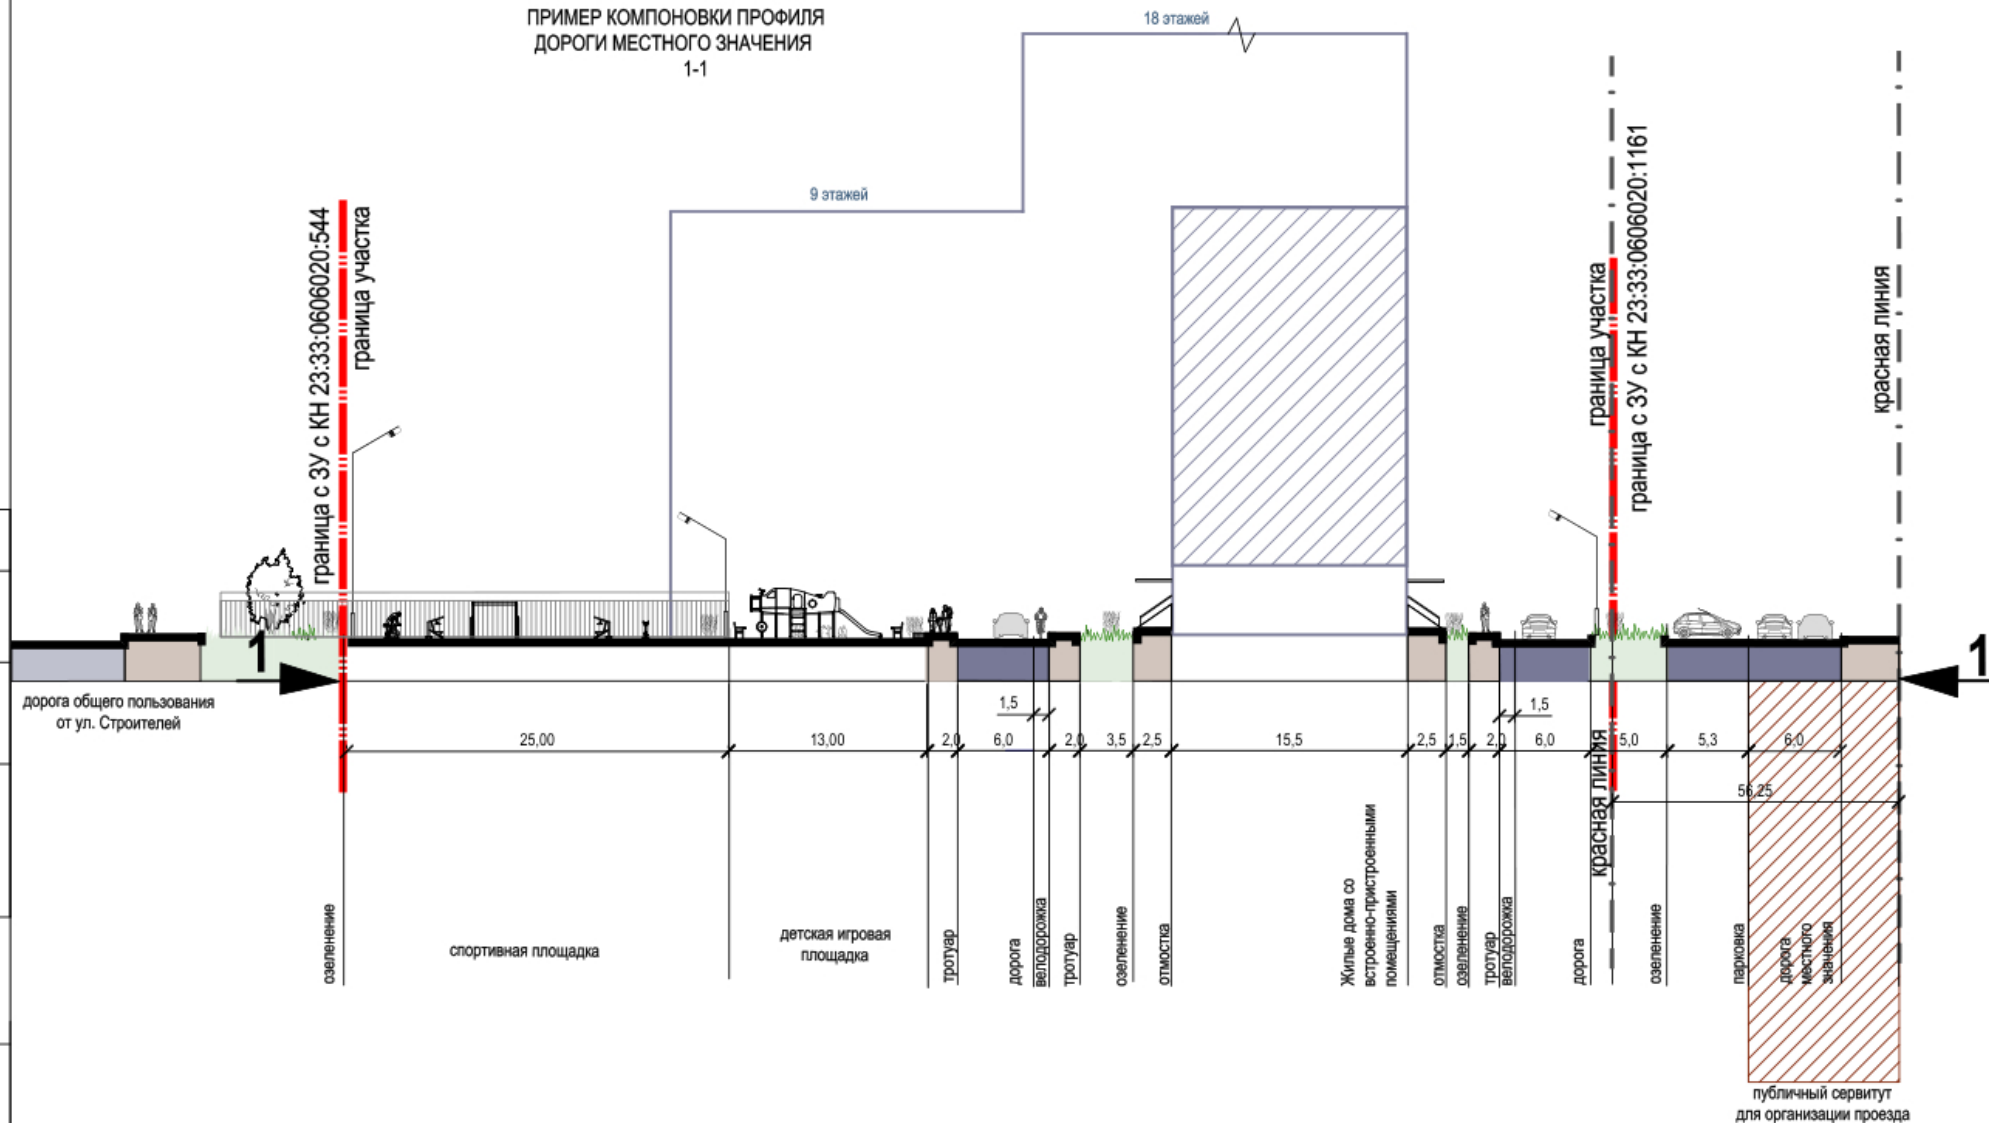 ПРИМЕР КОМПОНОВКИ ПРОФИЛЯ
ДОРОГИ МЕСТНОГО ЗНАЧЕНИЯ
1-1
18 этажей
9 этажей
граница с ЗУ с КН 23:33:0606020:544
граница участка
граница участка
граница с ЗУ с КН 23:33:0606020:1161
красная линия
1
1
дорога общего пользования
от ул. Строителей
1,5
1,5
25,00
13,00
2,0
6,0
2,0
3,5
2,5
15,5
2,5
1,5
2,0
6,0
5,0
5,3
6,0
56,25
красная линия
озеленение
спортивная площадка
детская игровая
площадка
тротуар
дорога
велодорожка
тротуар
озеленение
отмостка
Жилые дома со
встроенно-пристроенными
помещениями
отмостка
озеленение
тротуар
велодорожка
дорога
озеленение
парковка
дорога
местного
значения
публичный сервитут
для организации проезда